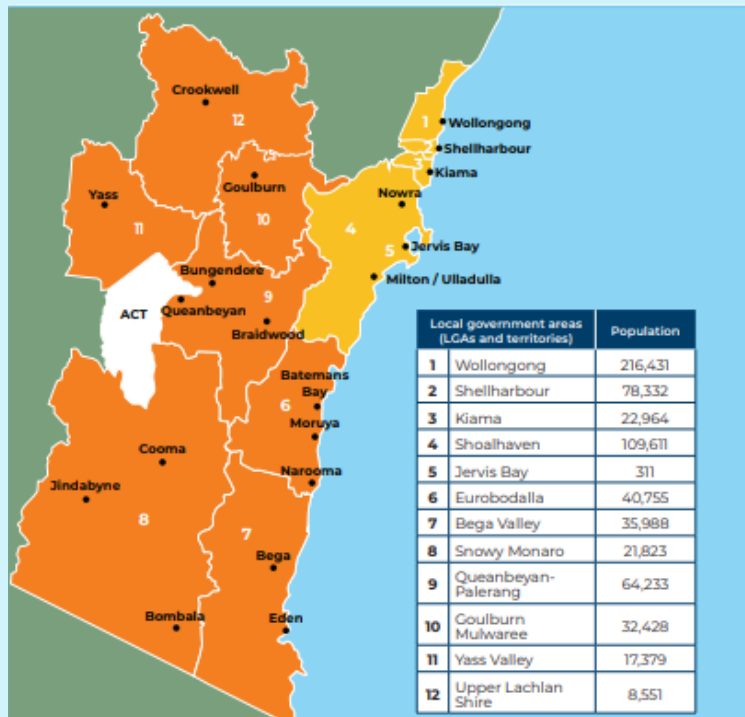 Crookwell
12
1
Wollongong
2
Shellharbour
3
Kiama
Goulburn
Yass
Nowra
10
11
4
5
Jervis Bay
Bungendore
Milton / Ulladulla
9
ACT
Queanbeyan
Braidwood
Batemans
Bay
6
Moruya
Cooma
Narooma
Jindabyne
8
7
Bega
Bombala
Eden
Local government areas
(LGAs and territories)
Population
1 Wollongong 216,431
2 Shellharbour 78,332
3 Kiama 22,964
4 Shoalhaven 109,611
5 Jervis Bay 311
6 Eurobodalla 40,755
7 Bega Valley 35,988
8 Snowy Monaro 21,823
9 Queanbeyan-
Palerang 64,233
10 Goulburn
Mulwaree 32,428
11 Yass Valley 17,379
12 Upper Lachlan
Shire 8,551